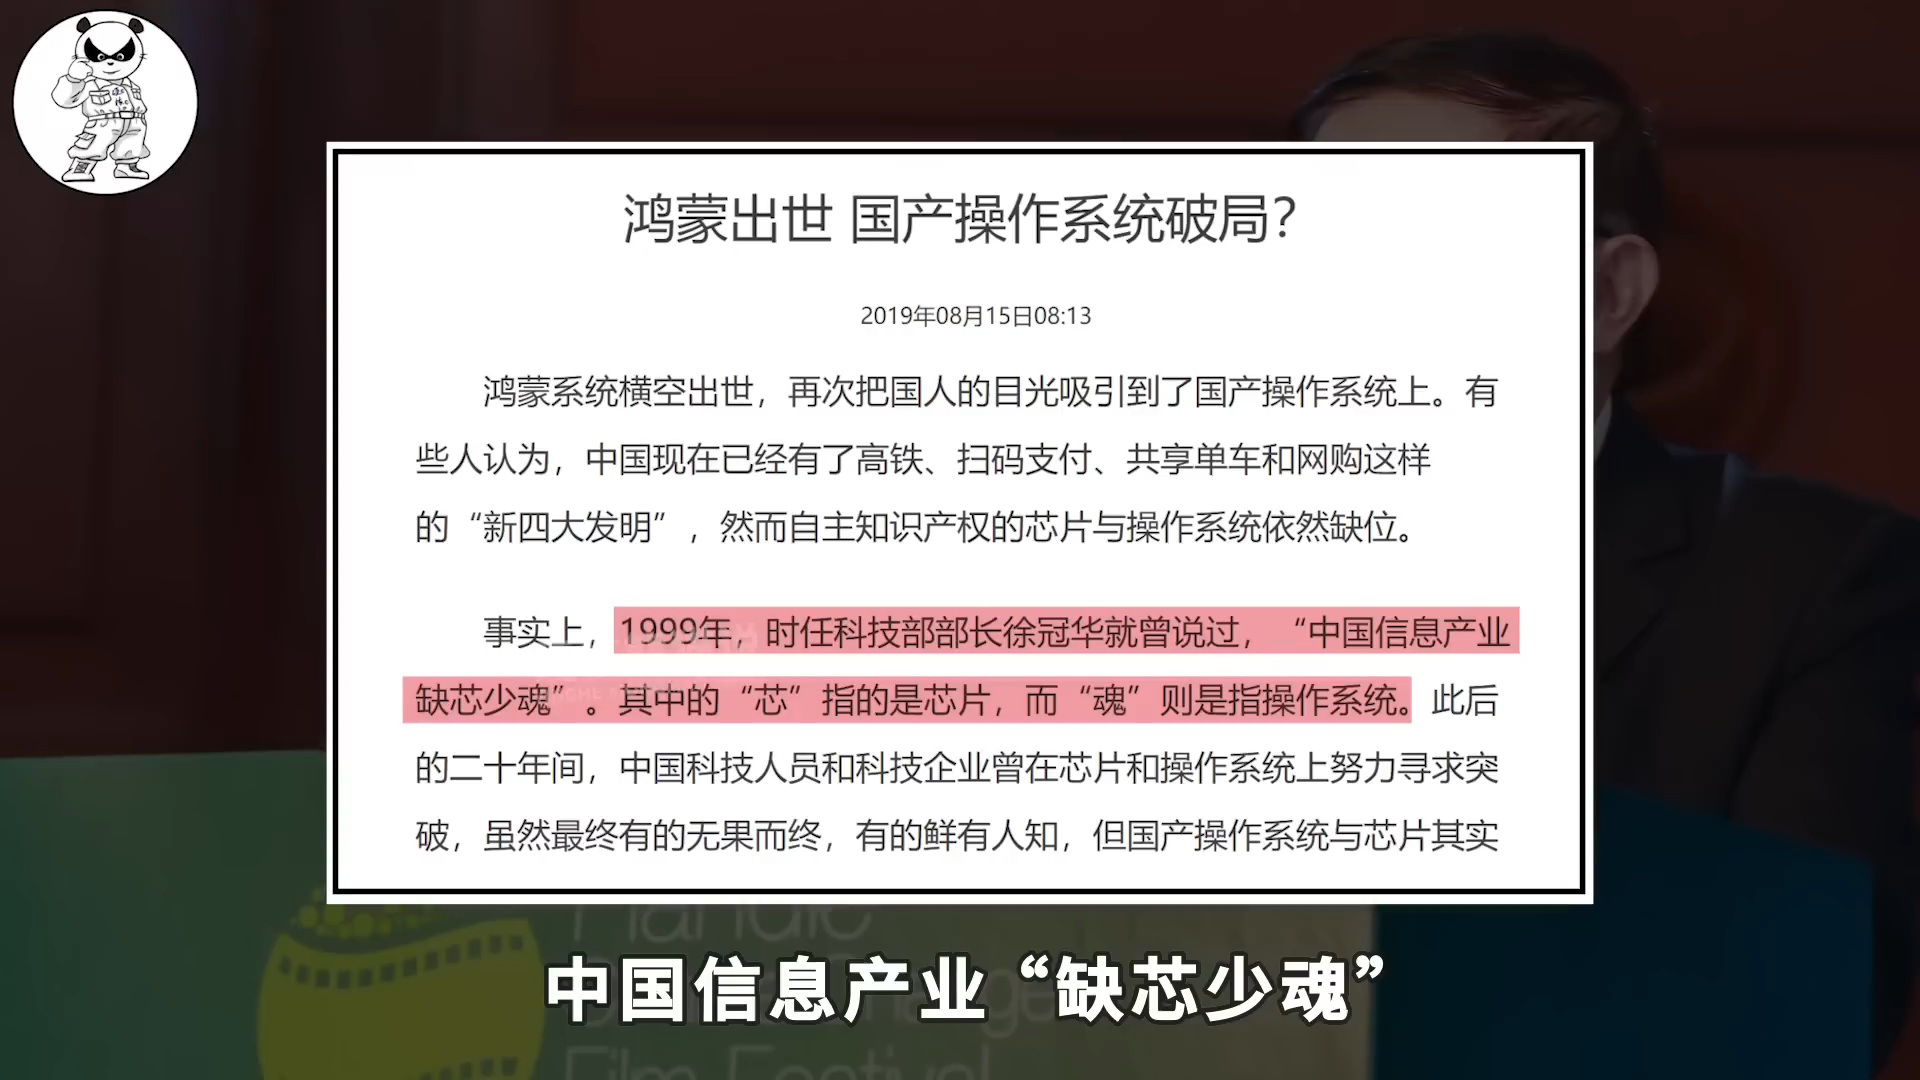 鸿蒙出世 国产操作系统破局？
2019年08月15日08:13
鸿蒙系统横空出世，再次把国人的目光吸引到了国产操作系统上。有
些人认为，中国现在已经有了高铁、扫码支付、共享单车和网购这样
的“新四大发明”，然而自主知识产权的芯片与操作系统依然缺位。
事实上，1999年，时任科技部部长徐冠华就曾说过，“中国信息产业
缺芯少魂”。其中的“芯”指的是芯片，而“魂”则是指操作系统。此后
的二十年间，中国科技人员和科技企业曾在芯片和操作系统上努力寻求突
破，虽然最终有的无果而终，有的鲜有人知，但国产操作系统与芯片其实
中国信息产业“缺芯少魂”
Film Festival